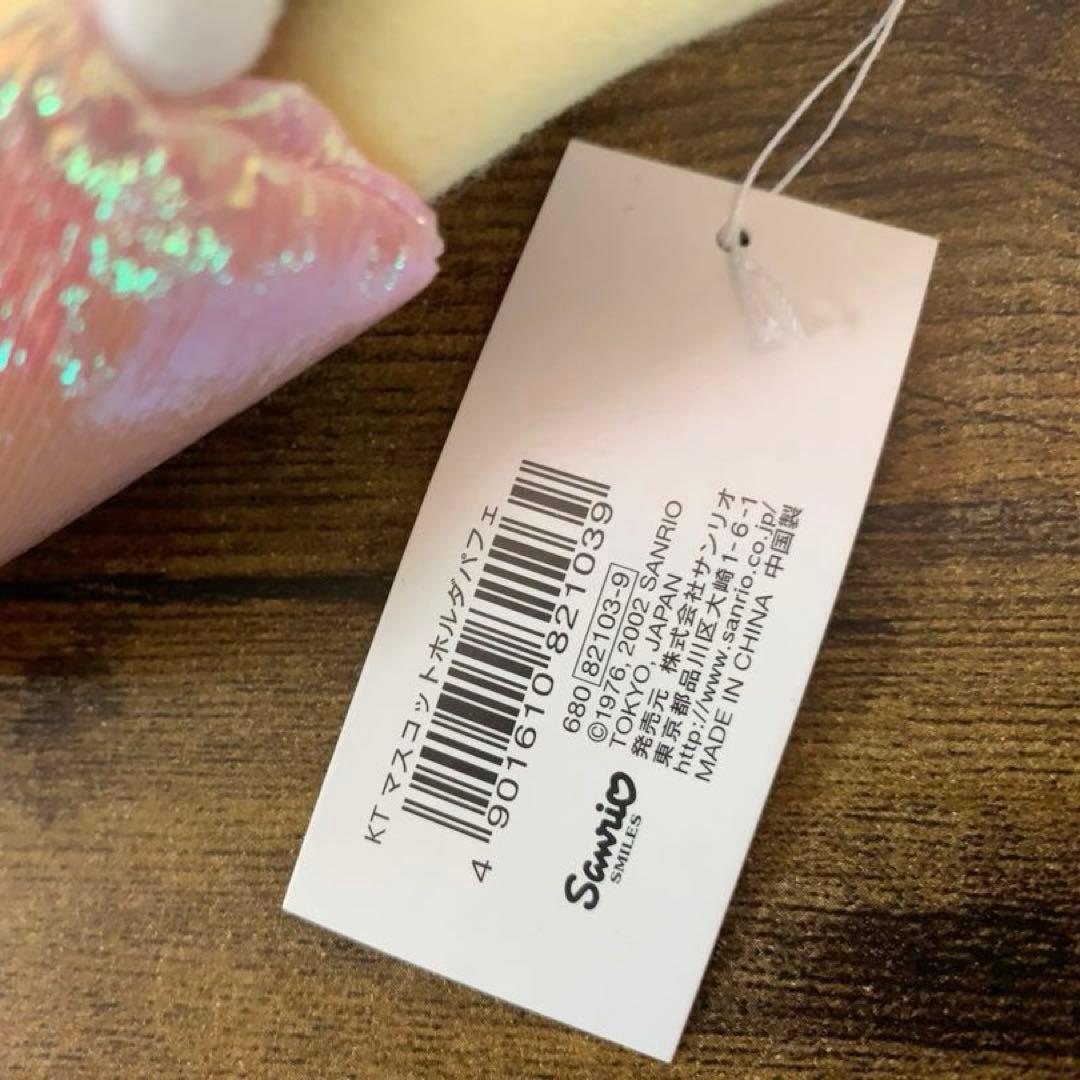 KT マスコットホルダパフェ
4 901610 821039
680 82103-9
©1976, 2002 SANRIO
TOKYO, JAPAN
発売元 株式会社サンリオ
東京都品川区大崎1-6-1
http://www.sanrio.co.jp/
MADE IN CHINA 中国製
Sanrio
SMILES